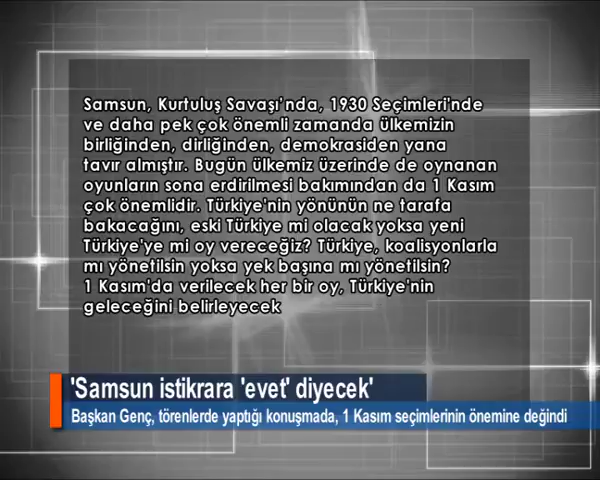 Samsun, Kurtuluş Savaşı'nda, 1930 Seçimleri'nde
ve daha pek çok önemli zamanda ülkemizin
birliğinden, dirliğinden, demokrasiden yana
tavır almıştır. Bugün ülkemiz üzerinde de oynanan
oyunların sona erdirilmesi bakımından da 1 Kasım
çok önemlidir. Türkiye'nin yönünün ne tarafa
bakacağını, eski Türkiye mi olacak yoksa yeni
Türkiye'ye mi oy vereceğiz? Türkiye, koalisyonlarla
mı yönetilsin yoksa yek başına mı yönetilsin?
1 Kasım'da verilecek her bir oy, Türkiye'nin
geleceğini belirleyecek
'Samsun istikrara 'evet' diyecek'
Başkan Genç, törenlerde yaptığı konuşmada, 1 Kasım seçimlerinin önemine değindi